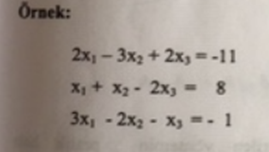 Örnek:
2x₁ – 3x₂ + 2x₃ = -11
x₁ + x₂ - 2x₃ = 8
3x₁ - 2x₂ - x₃ = - 1